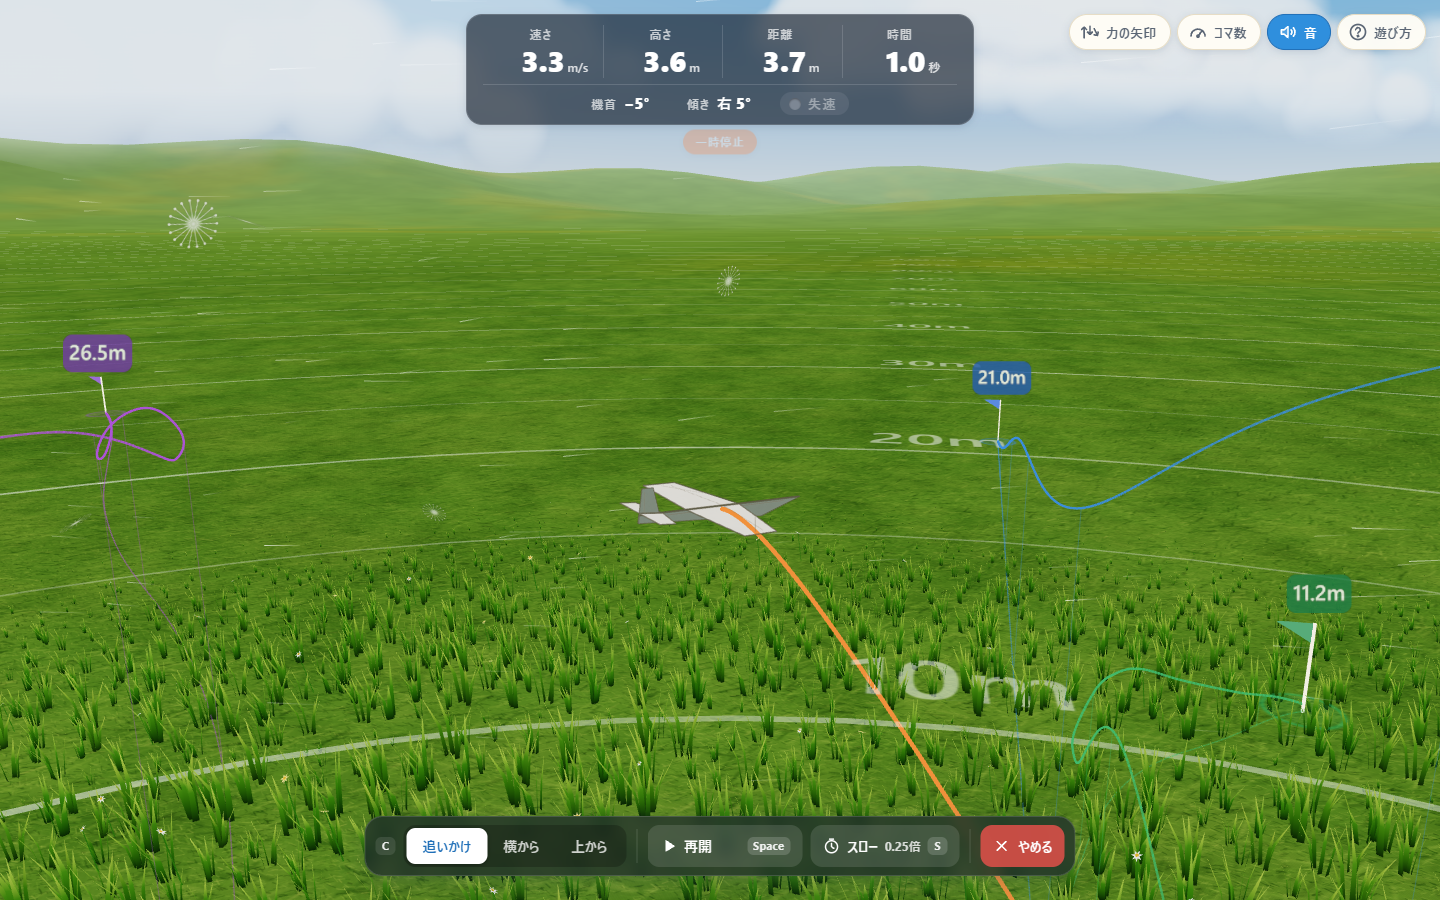 速さ 高さ 距離 時間
3.3 m/s 3.6 m 3.7 m 1.0 秒
機首 −5° 傾き 右 5° 失速
一時停止
力の矢印 コマ数 音 遊び方
26.5m
40m
30m
21.0m
20m
11.2m
10m
C 追いかけ 横から 上から 再開 Space スロー 0.25倍 S やめる